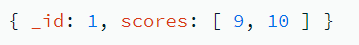 { _id: 1, scores: [ 9, 10 ] }